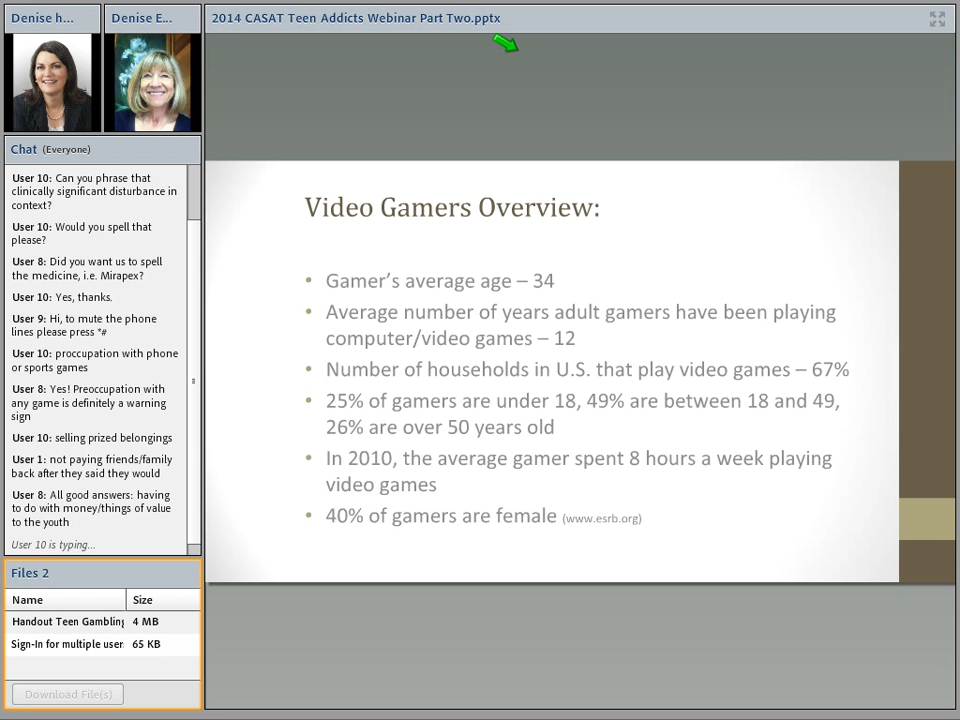 Denise h...
Denise E...
2014 CASAT Teen Addicts Webinar Part Two.pptx
Chat (Everyone)
User 10: Can you phrase that
clinically significant disturbance in
context?
User 10: Would you spell that
please?
User 8: Did you want us to spell
the medicine, i.e. Mirapex?
User 10: Yes, thanks.
User 9: Hi, to mute the phone
lines please press *#
User 10: proccupation with phone
or sports games
User 8: Yes! Preoccupation with
any game is definitely a warning
sign
User 10: selling prized belongings
User 1: not paying friends/family
back after they said they would
User 8: All good answers: having
to do with money/things of value
to the youth
User 10 is typing...
Files 2
Name Size
Handout Teen Gambling 4 MB
Sign-In for multiple user 65 KB
Download File(s)
Video Gamers Overview:
• Gamer’s average age – 34
• Average number of years adult gamers have been playing
computer/video games – 12
• Number of households in U.S. that play video games – 67%
• 25% of gamers are under 18, 49% are between 18 and 49,
26% are over 50 years old
• In 2010, the average gamer spent 8 hours a week playing
video games
• 40% of gamers are female (www.esrb.org)